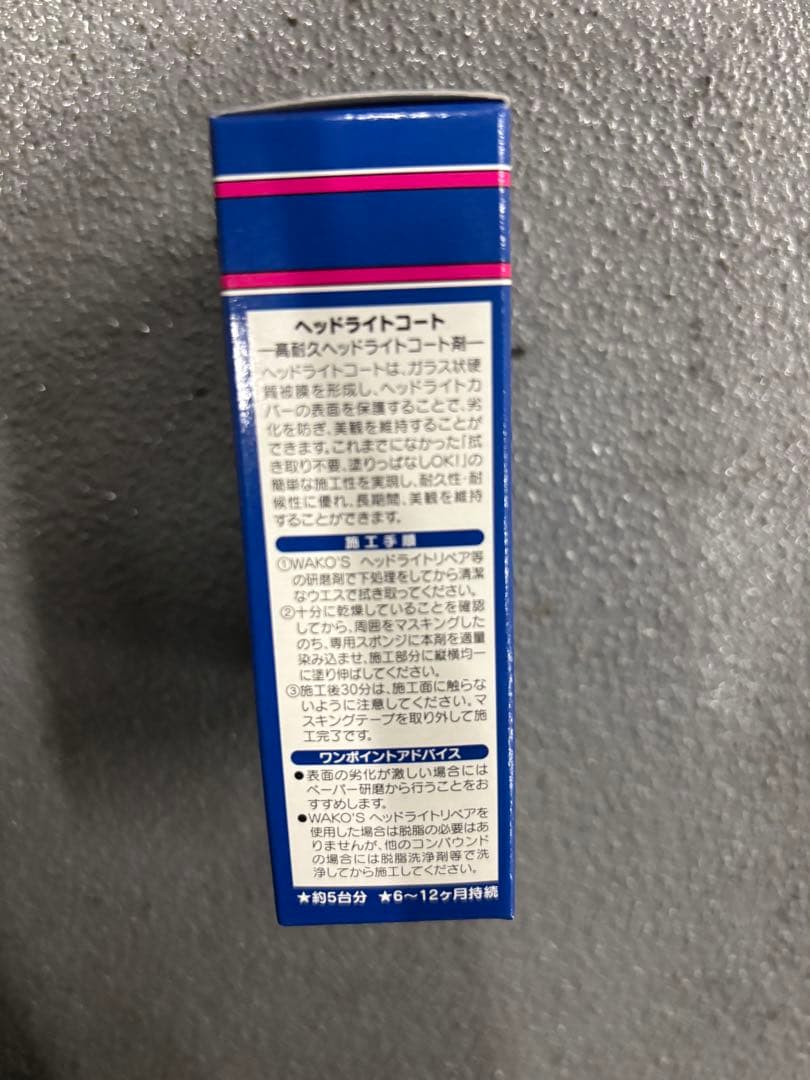 ヘッドライトコート
―高耐久ヘッドライトコート剤―
ヘッドライトコートは、ガラス状硬
質被膜を形成し、ヘッドライトカ
バーの表面を保護することで、劣
化を防ぎ、美観を維持することが
できます。これまでになかった「拭
き取り不要、塗りっぱなしOK!」の
簡単な施工性を実現し、耐久性・耐
候性に優れ、長期間、美観を維持
することができます。
施工手順
①WAKO'S ヘッドライトリペア等
の研磨剤で下処理をしてから清潔
なウエスで拭き取ってください。
②十分に乾燥していることを確認
してから、周囲をマスキングした
のち、専用スポンジに本剤を適量
染み込ませ、施工部分に縦横均一
に塗り伸ばしてください。
③施工後30分は、施工面に触らな
いように注意してください。マ
スキングテープを取り外して施
工完了です。
ワンポイントアドバイス
●表面の劣化が激しい場合には
ペーパー研磨から行うことをお
すすめします。
●WAKO'S ヘッドライトリペアを
使用した場合は脱脂の必要はあ
りませんが、他のコンパウンド
の場合には脱脂洗浄剤等で洗
浄してから施工してください。
★約5台分 ★6～12ヶ月持続